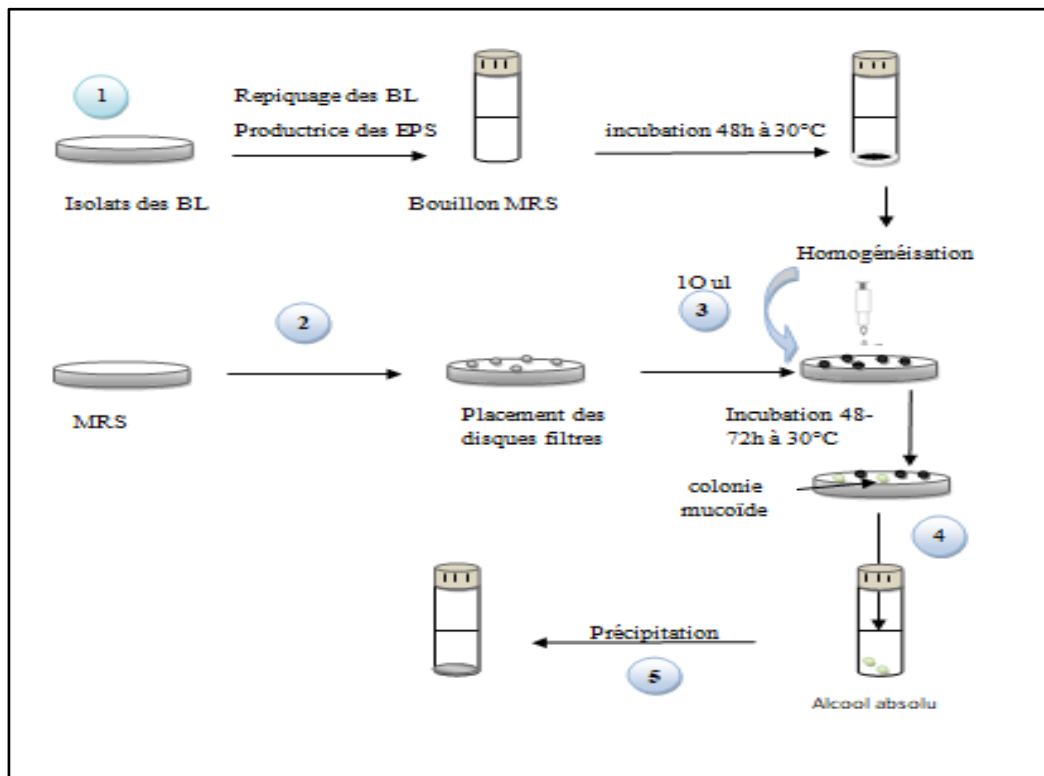 1
Repiquage des BL
Productrice des EPS
incubation 48h à 30°C
Isolats des BL
Bouillon MRS
Homogénéisation
1O ul
2
3
MRS
Placement des
disques filtres
Incubation 48-
72h à 30°C
colonie
mucoïde
4
Précipitation
5
Alcool absolu